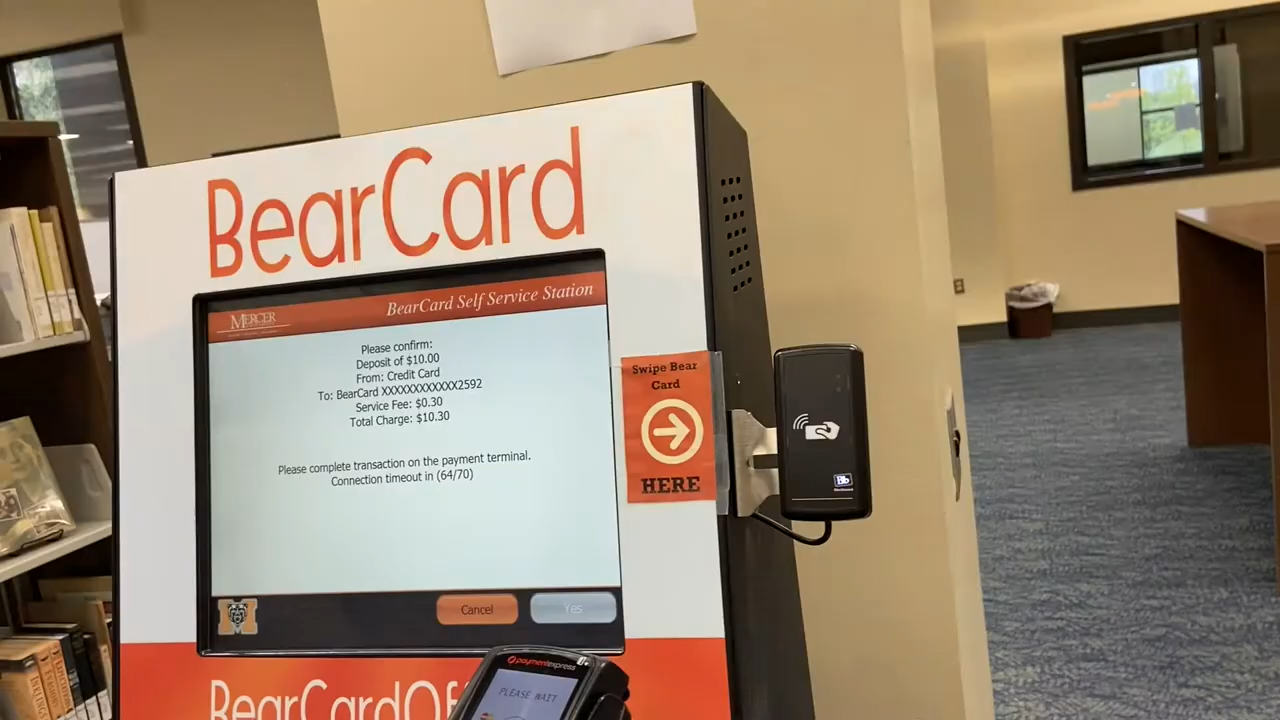 BearCard
MERCER
BearCard Self Service Station
Please confirm:
Deposit of $10.00
From: Credit Card
To: BearCard XXXXXXXXXXXX2592
Service Fee: $0.30
Total Charge: $10.30
Please complete transaction on the payment terminal.
Connection timeout in (64/70)
Cancel
Yes
Swipe Bear
Card
HERE
Bb
paymentexpress
PLEASE WAIT
BearCardOf